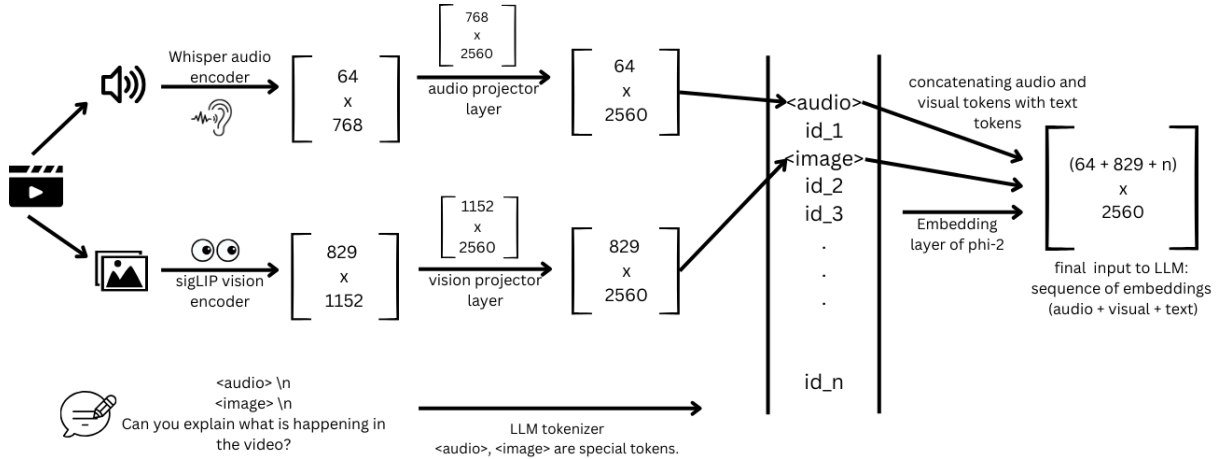 Whisper audio
encoder
64
x
768
768
x
2560
audio projector
layer
64
x
2560
sigLIP vision
encoder
829
x
1152
1152
x
2560
vision projector
layer
829
x
2560
<audio> \n
<image> \n
Can you explain what is happening in
the video?
LLM tokenizer
<audio>, <image> are special tokens.
<audio>
id_1
<image>
id_2
id_3
.
.
.
id_n
concatenating audio and
visual tokens with text
tokens
Embedding
layer of phi-2
(64 + 829 + n)
x
2560
final input to LLM:
sequence of embeddings
(audio + visual + text)